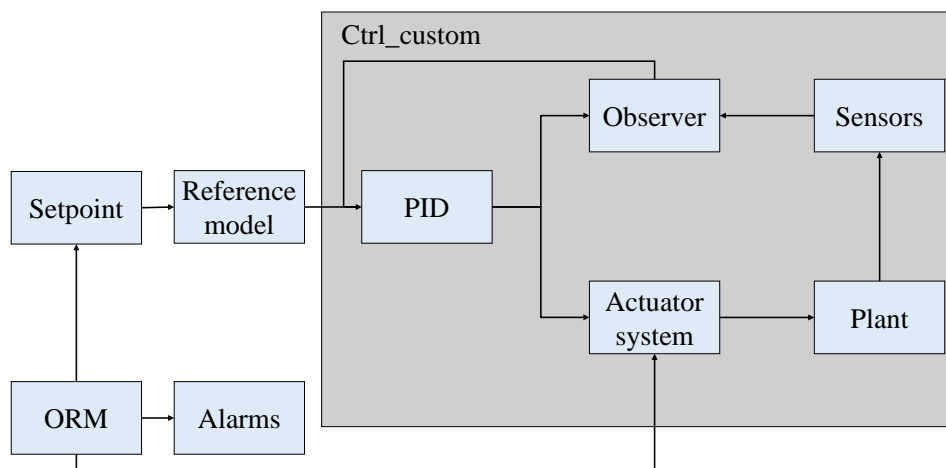 Ctrl_custom
Observer
Sensors
Setpoint
Reference
model
PID
Actuator
system
Plant
ORM
Alarms